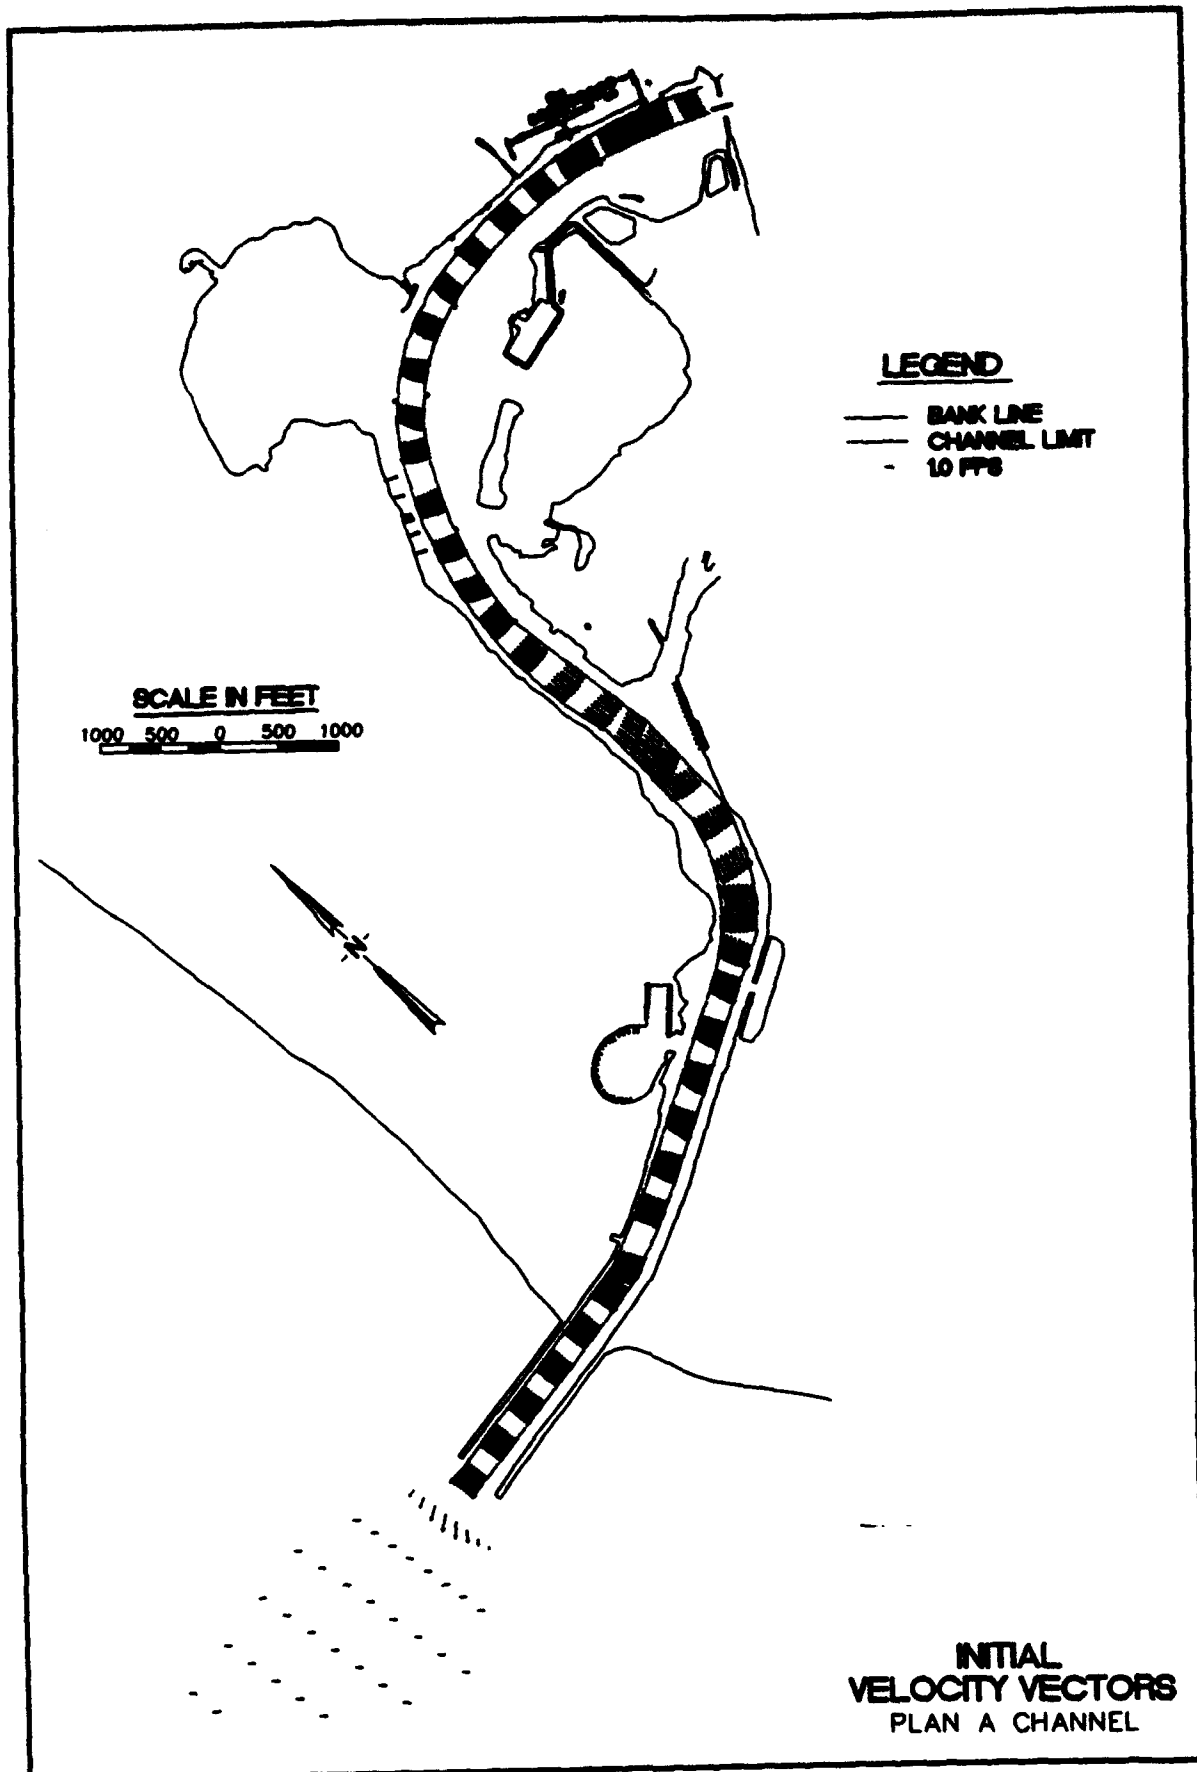 LEGEND
BANK LINE
CHANNEL LIMIT
1.0 FPS
SCALE IN FEET
1000 500 0 500 1000
N
INITIAL
VELOCITY VECTORS
PLAN A CHANNEL